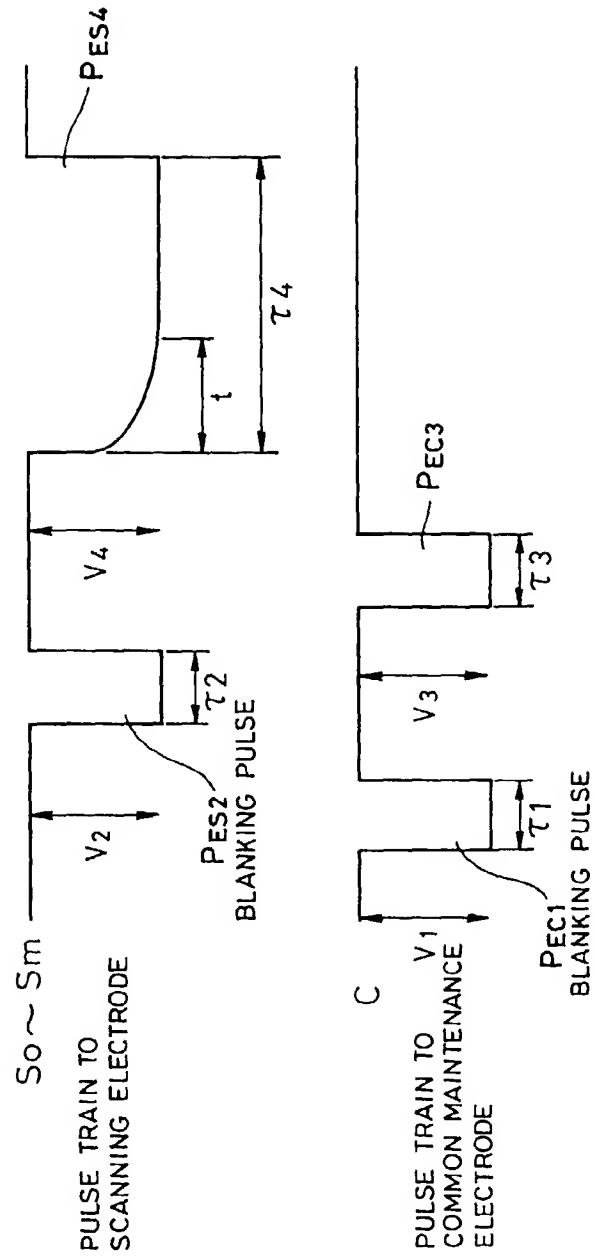 So ~ Sm
PULSE TRAIN TO
SCANNING ELECTRODE
V2
PES2
BLANKING PULSE
τ2
V4
t
τ4
PES4
C
PULSE TRAIN TO
COMMON MAINTENANCE
ELECTRODE
V1
PEC1
BLANKING PULSE
τ1
V3
τ3
PEC3